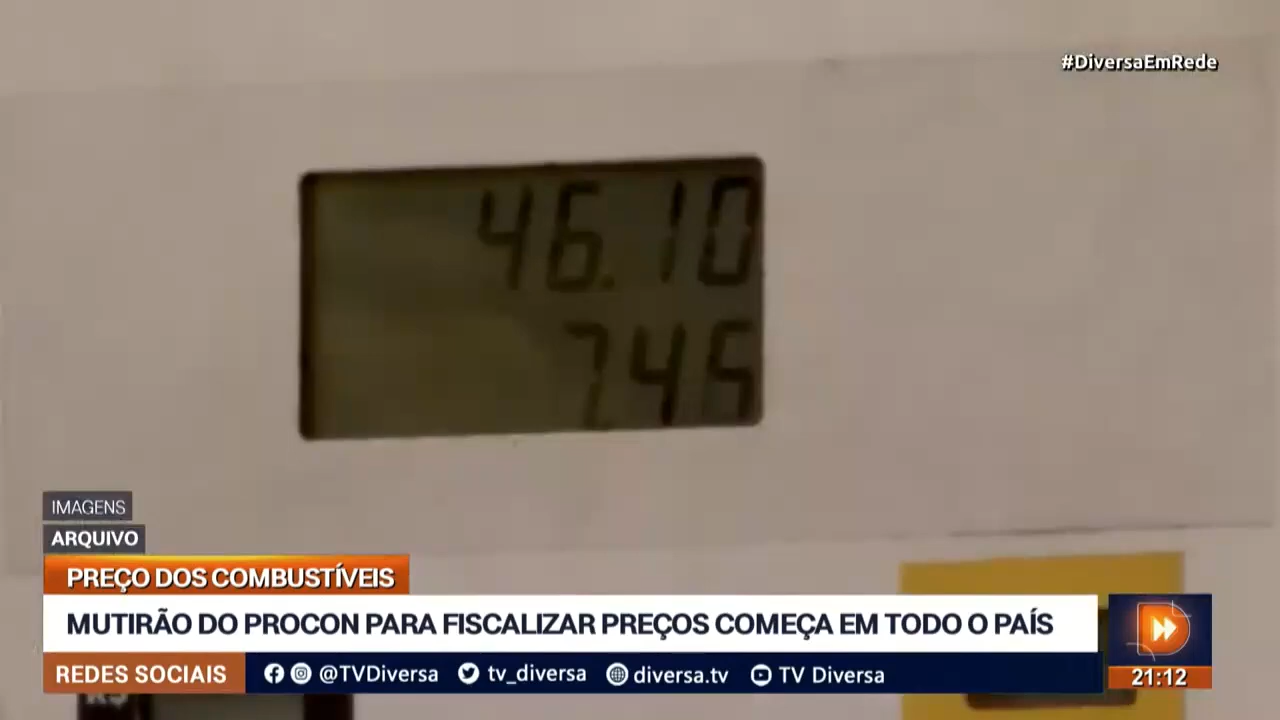 #DiversaEmRede
46.10
7.45
IMAGENS
ARQUIVO
PREÇO DOS COMBUSTÍVEIS
MUTIRÃO DO PROCON PARA FISCALIZAR PREÇOS COMEÇA EM TODO O PAÍS
REDES SOCIAIS @TVDiversa tv_diversa diversa.tv TV Diversa
21:12
R$